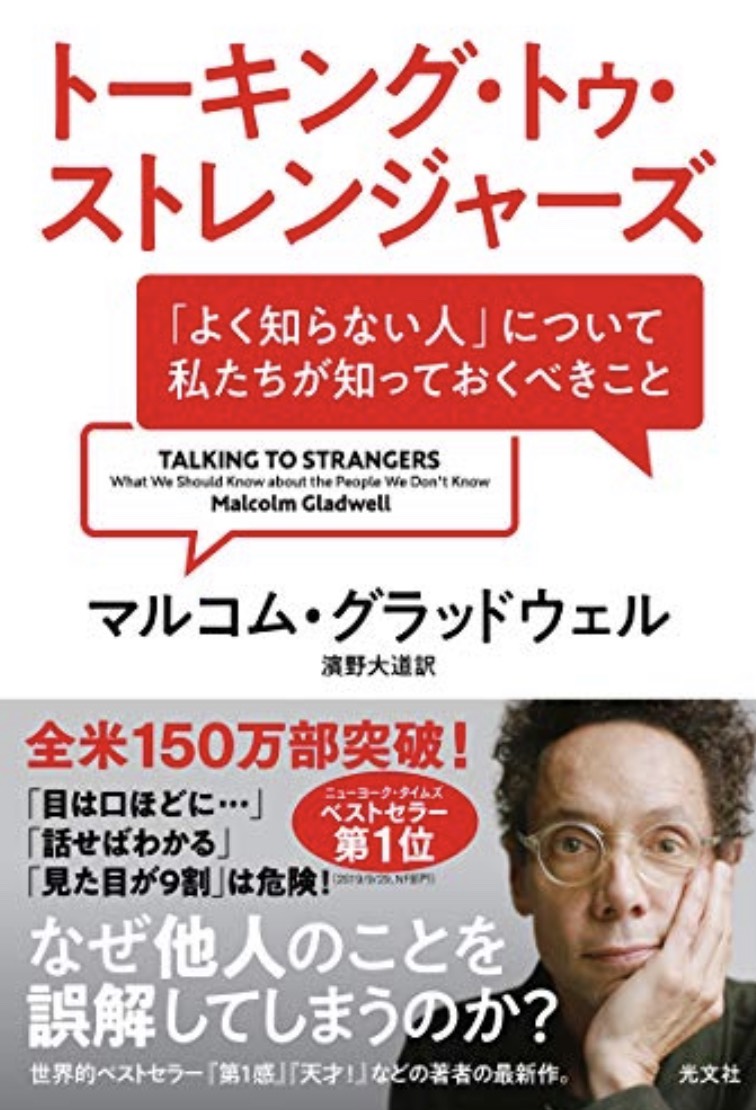 トーキング・トゥ・
ストレンジャーズ
「よく知らない人」について
私たちが知っておくべきこと
TALKING TO STRANGERS
What We Should Know about the People We Don't Know
Malcolm Gladwell
マルコム・グラッドウェル
濱野大道訳
全米150万部突破!
「目は口ほどに…」
「話せばわかる」
「見た目が9割」は危険!
ニューヨーク・タイムズ
ベストセラー
第1位
(2019/9/29、NF部門)
なぜ他人のことを
誤解してしまうのか?
世界的ベストセラー『第1感』『天才!』などの著者の最新作。
光文社